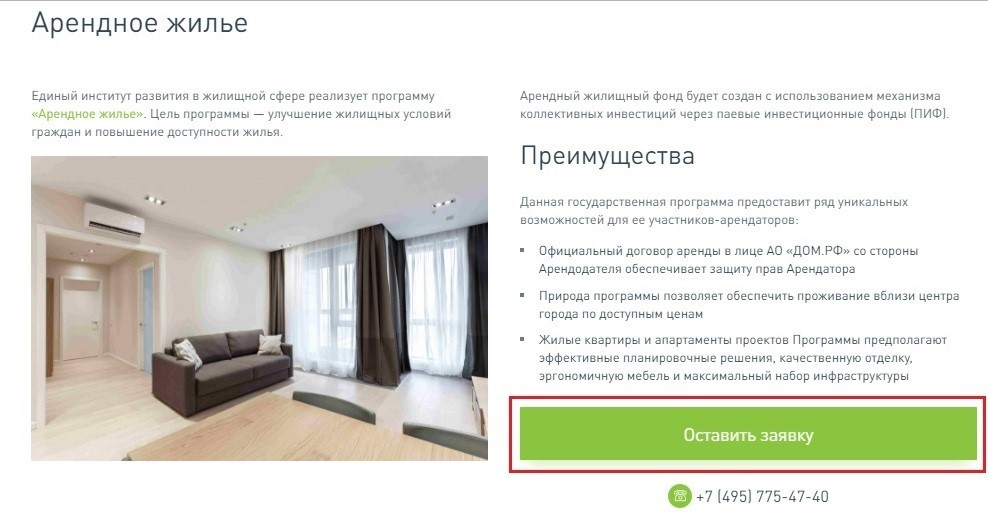 Арендное жилье
Единый институт развития в жилищной сфере реализует программу
«Арендное жилье». Цель программы — улучшение жилищных условий
граждан и повышение доступности жилья.
Арендный жилищный фонд будет создан с использованием механизма
коллективных инвестиций через паевые инвестиционные фонды (ПИФ).
Преимущества
Данная государственная программа предоставит ряд уникальных
возможностей для ее участников-арендаторов:
Официальный договор аренды в лице АО «ДОМ.РФ» со стороны
Арендодателя обеспечивает защиту прав Арендатора
Природа программы позволяет обеспечить проживание вблизи центра
города по доступным ценам
Жилые квартиры и апартаменты проектов Программы предполагают
эффективные планировочные решения, качественную отделку,
эргономичную мебель и максимальный набор инфраструктуры
Оставить заявку
+7 (495) 775-47-40